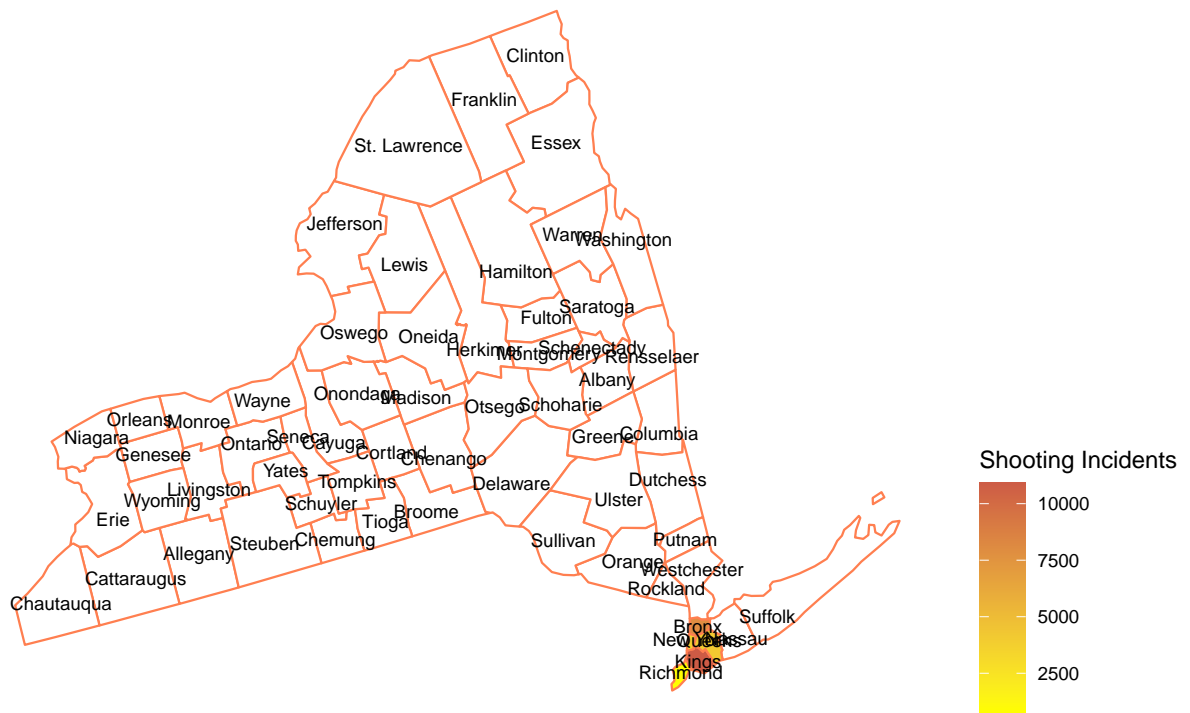 Clinton
Franklin
Essex
St. Lawrence
Jefferson
Warren
Washington
Lewis
Hamilton
Saratoga
Fulton
Oswego
Oneida
Herkimer
Schenectady
Montgomery
Rensselaer
Albany
Onondaga
Madison
Wayne
Otsego
Schoharie
Orleans
Monroe
Niagara
Ontario
Seneca
Cayuga
Greene
Columbia
Genesee
Cortland
Chenango
Yates
Tompkins
Delaware
Dutchess
Wyoming
Livingston
Schuyler
Ulster
Erie
Tioga
Broome
Steuben
Chemung
Sullivan
Putnam
Allegany
Orange
Westchester
Cattaraugus
Rockland
Chautauqua
Suffolk
Bronx
New York
Queens
Nassau
Kings
Richmond
Shooting Incidents
10000
7500
5000
2500